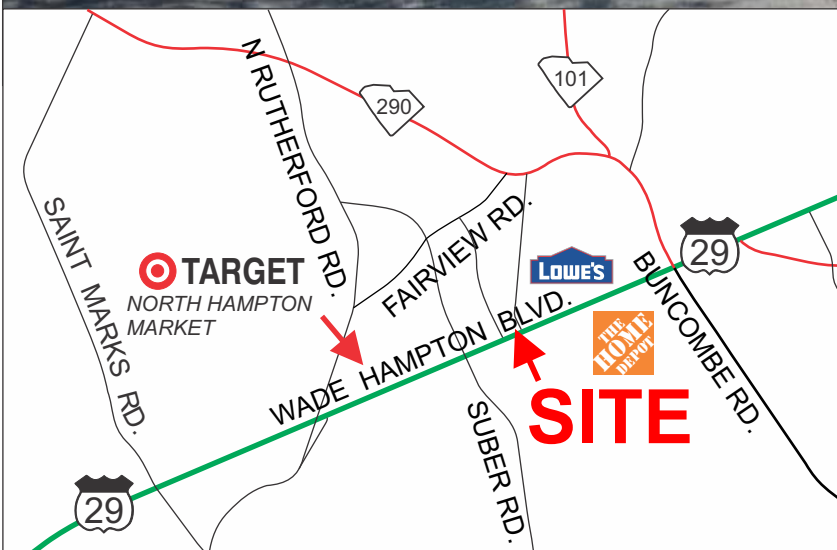 101
290
N RUTHERFORD RD.
SAINT MARKS RD.
FAIRVIEW RD.
29
TARGET
NORTH HAMPTON
MARKET
LOWE'S
BUNCOMBE RD.
THE
HOME
DEPOT
WADE HAMPTON BLVD.
SITE
SUBER RD.
29